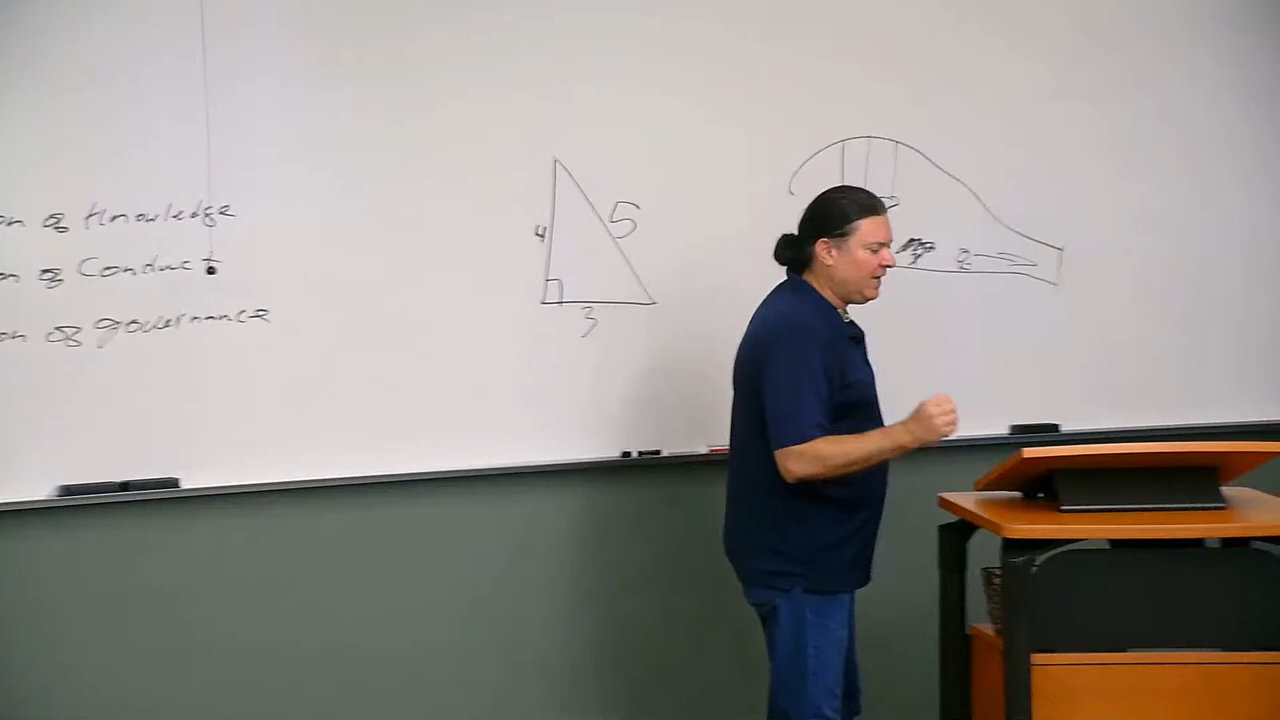 on of Knowledge
on of Conduct
on of governance
4
5
3